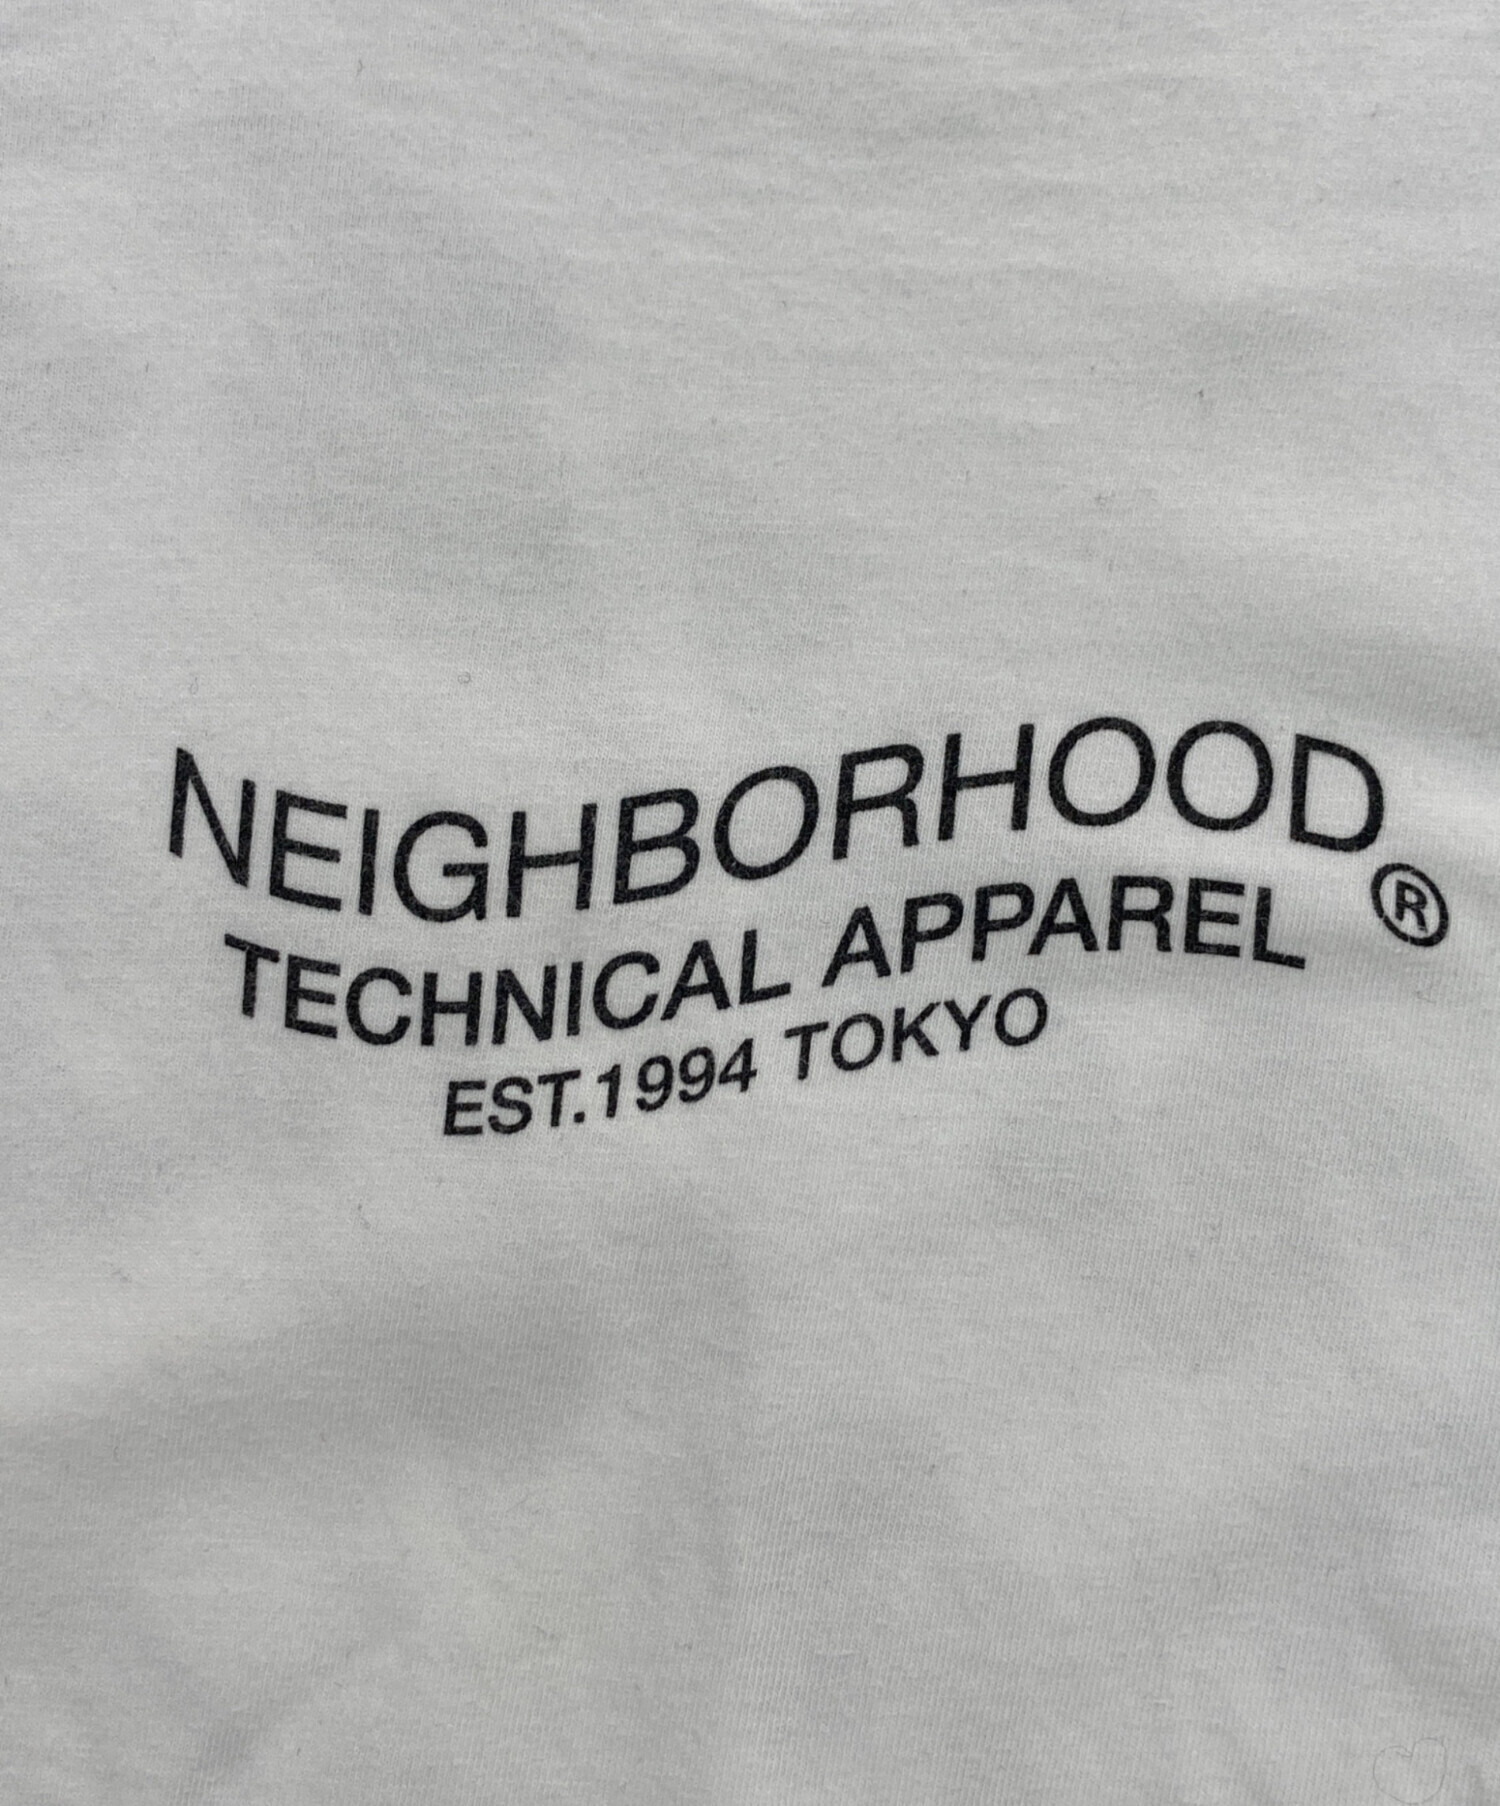 NEIGHBORHOOD®
TECHNICAL APPAREL
EST.1994 TOKYO